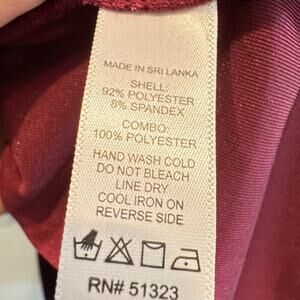 MADE IN SRI LANKA
SHELL:
92% POLYESTER
8% SPANDEX
COMBO:
100% POLYESTER
HAND WASH COLD
DO NOT BLEACH
LINE DRY
COOL IRON ON
REVERSE SIDE
RN# 51323